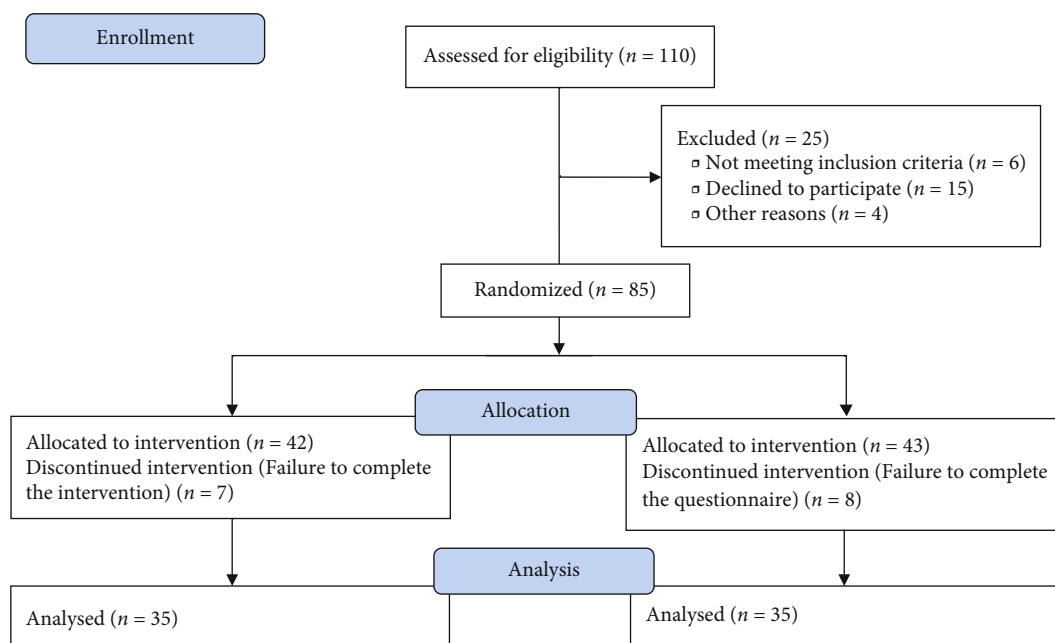 Enrollment
Assessed for eligibility (n = 110)
Excluded (n = 25)
▫ Not meeting inclusion criteria (n = 6)
▫ Declined to participate (n = 15)
▫ Other reasons (n = 4)
Randomized (n = 85)
Allocation
Allocated to intervention (n = 42)
Discontinued intervention (Failure to complete
the intervention) (n = 7)
Allocated to intervention (n = 43)
Discontinued intervention (Failure to complete
the questionnaire) (n = 8)
Analysis
Analysed (n = 35)
Analysed (n = 35)